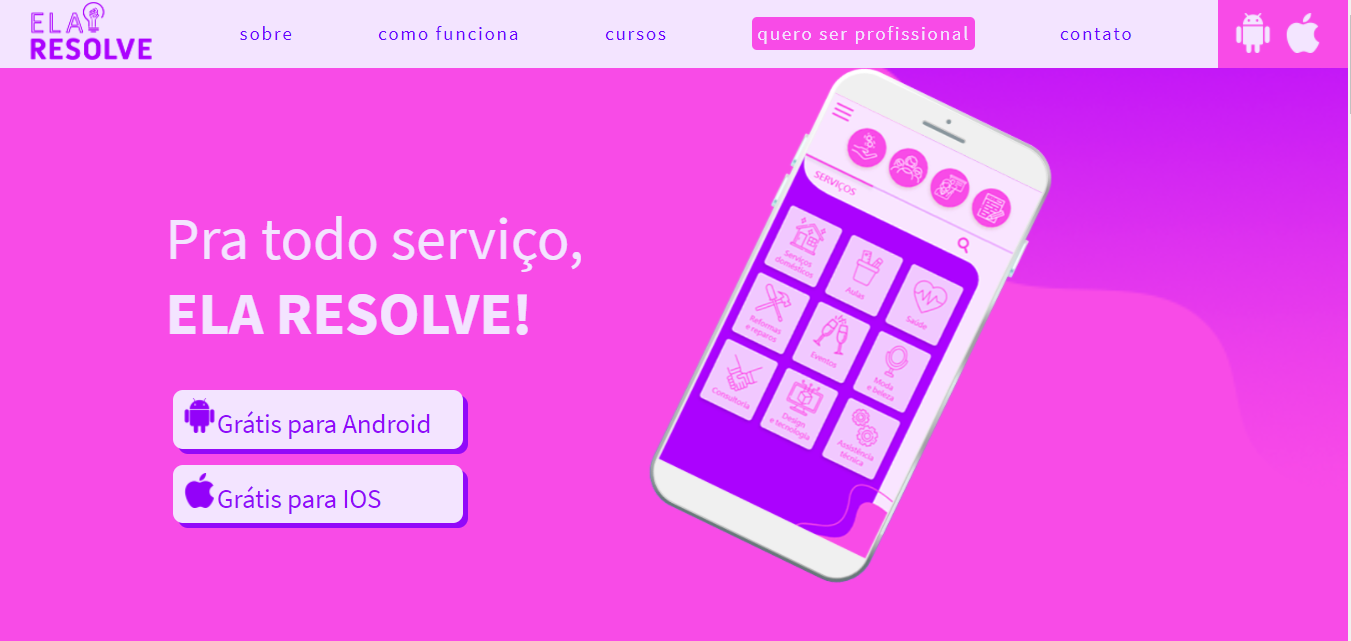 ELA
RESOLVE
sobre
como funciona
cursos
quero ser profissional
contato
Pra todo serviço,
ELA RESOLVE!
Grátis para Android
Grátis para IOS
SERVIÇOS
Serviços
domésticos
Aulas
Saúde
Reformas
e reparos
Eventos
Moda
e beleza
Consultoria
Design
e tecnologia
Assistência
técnica